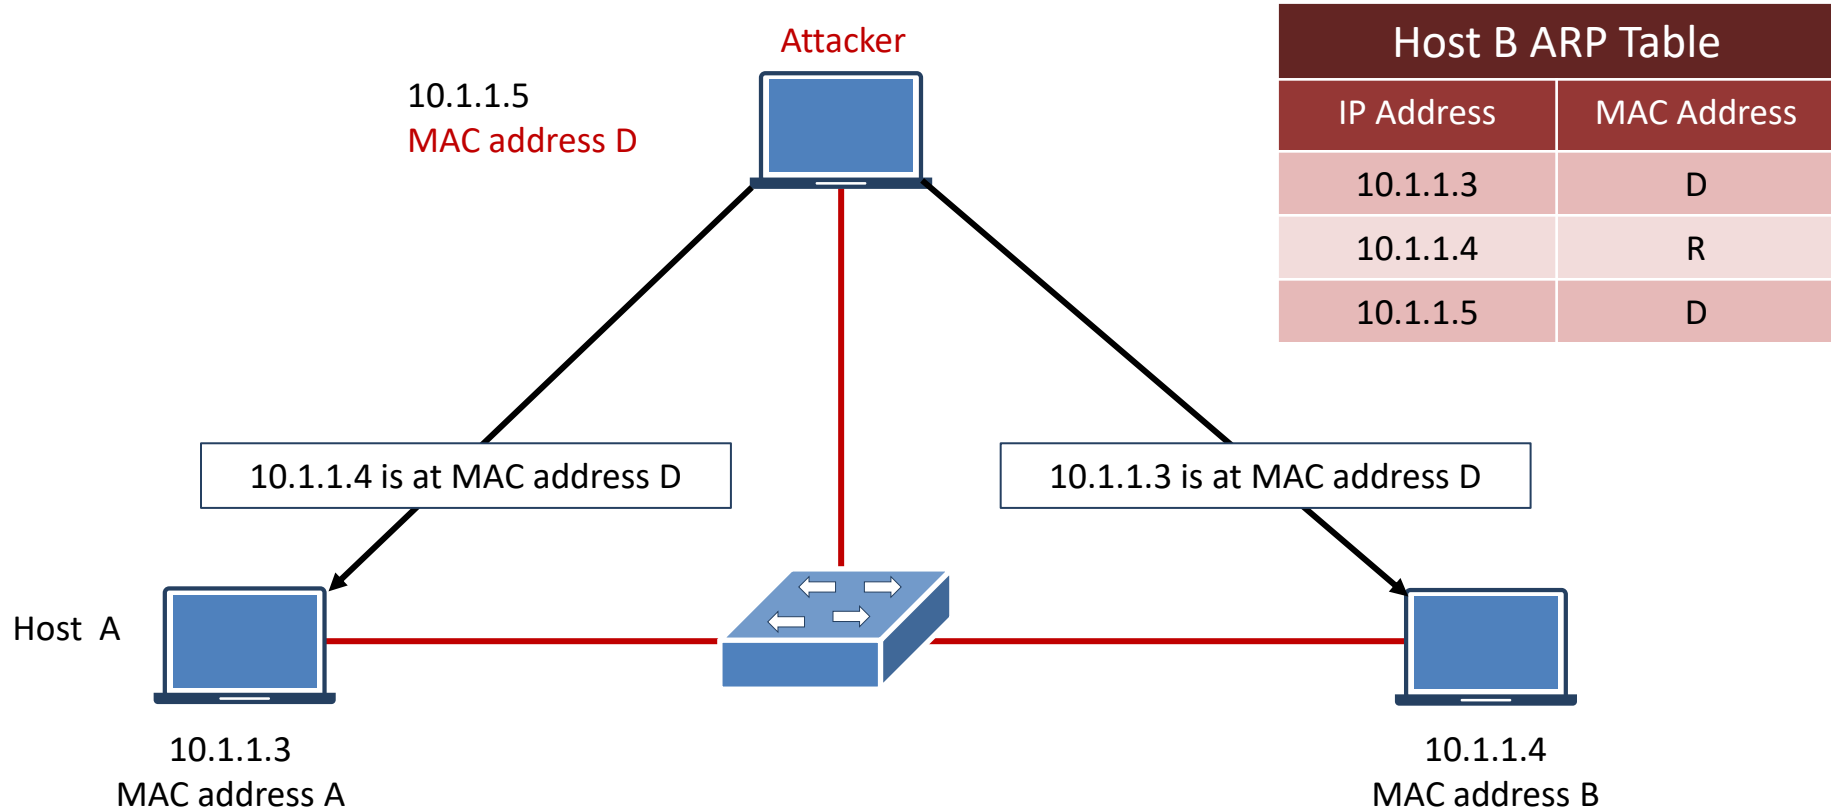 Attacker
10.1.1.5
MAC address D
Host B ARP Table
IP Address MAC Address
10.1.1.3 D
10.1.1.4 R
10.1.1.5 D
10.1.1.4 is at MAC address D
10.1.1.3 is at MAC address D
Host A
10.1.1.3
MAC address A
10.1.1.4
MAC address B